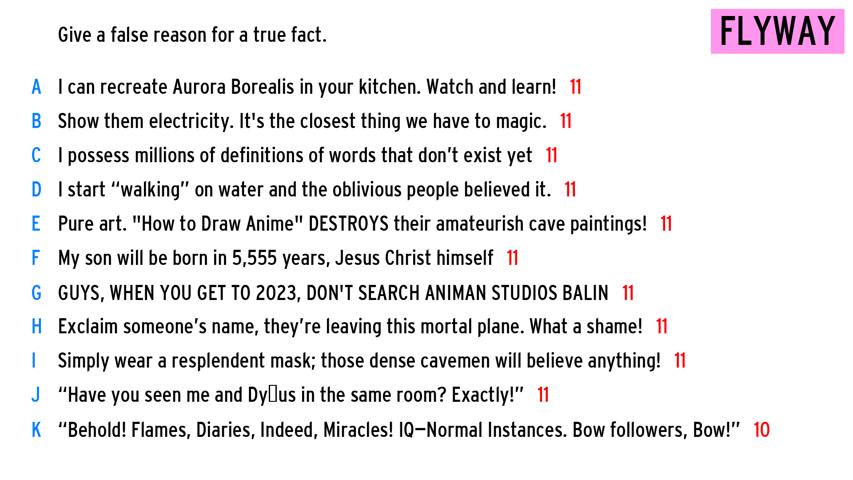 Give a false reason for a true fact.
FLYWAY
A I can recreate Aurora Borealis in your kitchen. Watch and learn! 11
B Show them electricity. It's the closest thing we have to magic. 11
C I possess millions of definitions of words that don’t exist yet 11
D I start “walking” on water and the oblivious people believed it. 11
E Pure art. "How to Draw Anime" DESTROYS their amateurish cave paintings! 11
F My son will be born in 5,555 years, Jesus Christ himself 11
G GUYS, WHEN YOU GET TO 2023, DON'T SEARCH ANIMAN STUDIOS BALIN 11
H Exclaim someone’s name, they’re leaving this mortal plane. What a shame! 11
I Simply wear a resplendent mask; those dense cavemen will believe anything! 11
J “Have you seen me and Dy▯us in the same room? Exactly!” 11
K “Behold! Flames, Diaries, Indeed, Miracles! IQ—Normal Instances. Bow followers, Bow!” 10